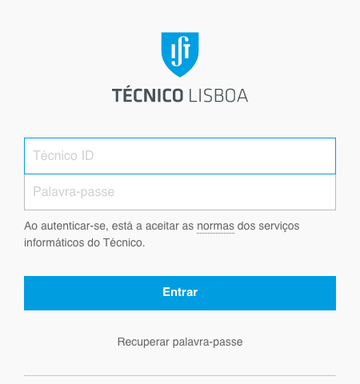 TÉCNICO LISBOA
Técnico ID
Palavra-passe
Ao autenticar-se, está a aceitar as normas dos serviços
informáticos do Técnico.
Entrar
Recuperar palavra-passe